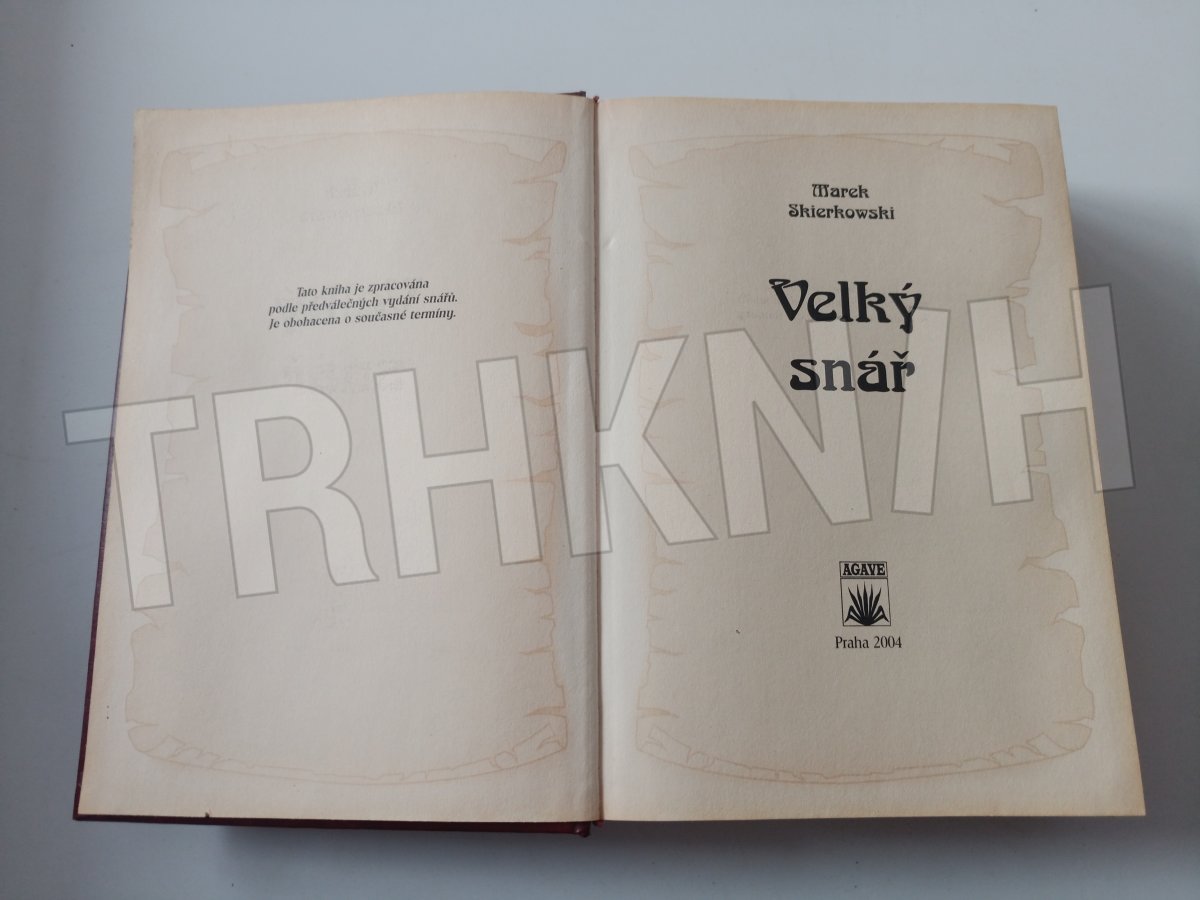 Tato kniha je zpracována
podle předválečných vydání snářů.
Je obohacena o současné termíny.
Marek
Skierkowski
Velký
snář
TRHKNIH
AGAVE
Praha 2004